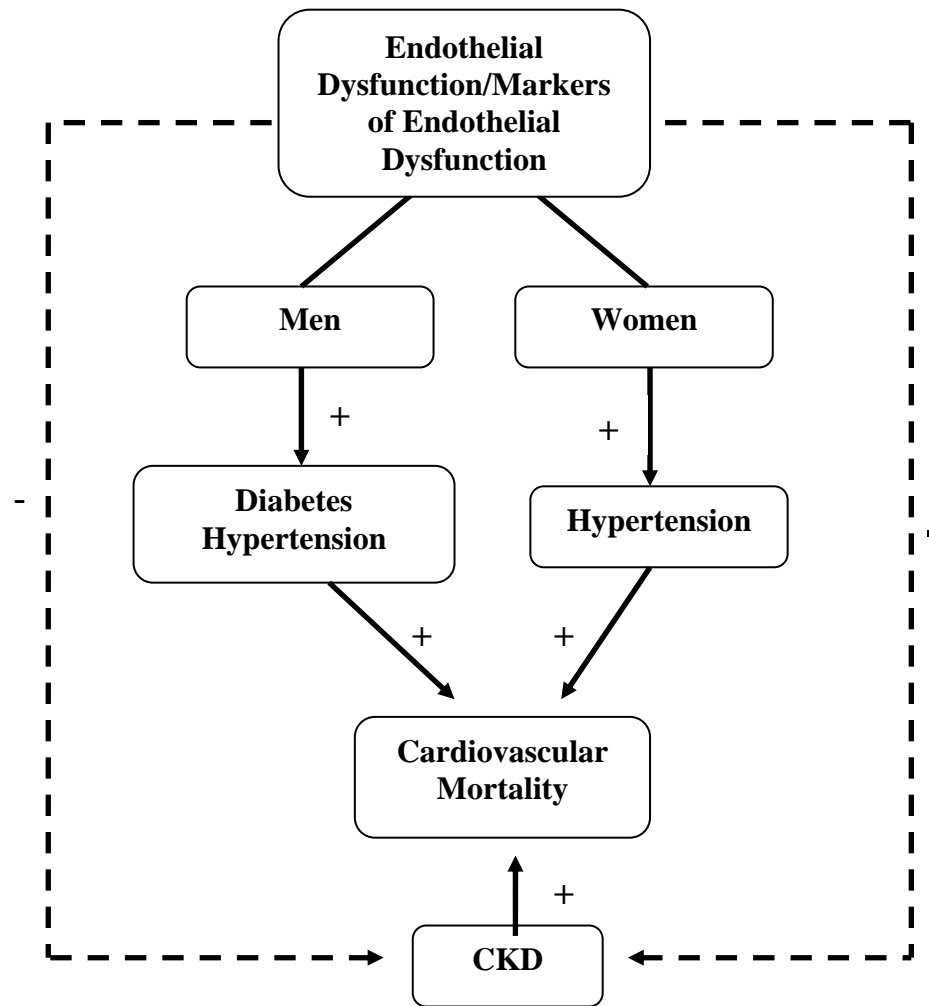 Endothelial
Dysfunction/Markers
of Endothelial
Dysfunction
Men
Women
+
+
-
Diabetes
Hypertension
Hypertension
-
+
+
Cardiovascular
Mortality
+
CKD